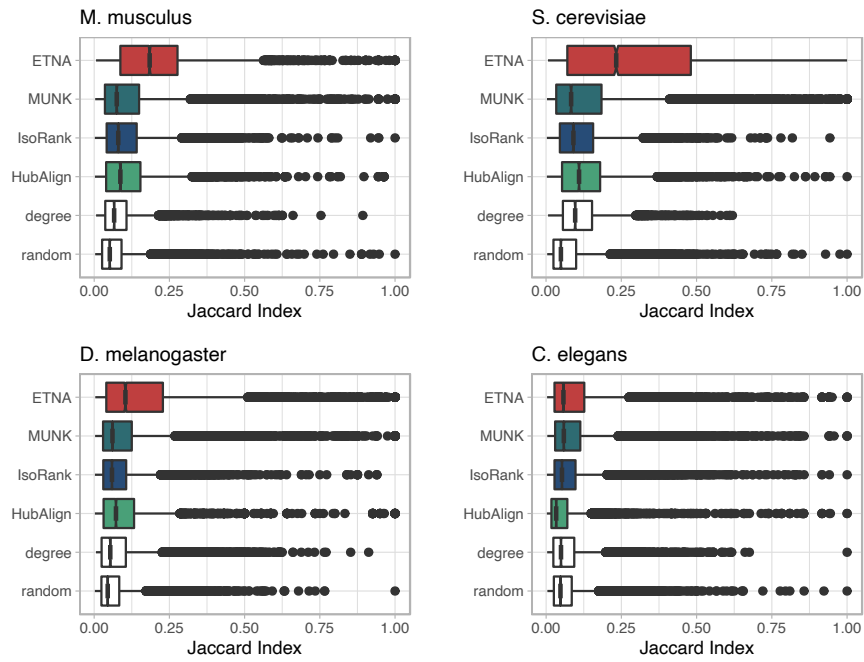 M. musculus
ETNA
MUNK
IsoRank
HubAlign
degree
random
0.00 0.25 0.50 0.75 1.00
Jaccard Index
S. cerevisiae
ETNA
MUNK
IsoRank
HubAlign
degree
random
0.00 0.25 0.50 0.75 1.00
Jaccard Index
D. melanogaster
ETNA
MUNK
IsoRank
HubAlign
degree
random
0.00 0.25 0.50 0.75 1.00
Jaccard Index
C. elegans
ETNA
MUNK
IsoRank
HubAlign
degree
random
0.00 0.25 0.50 0.75 1.00
Jaccard Index